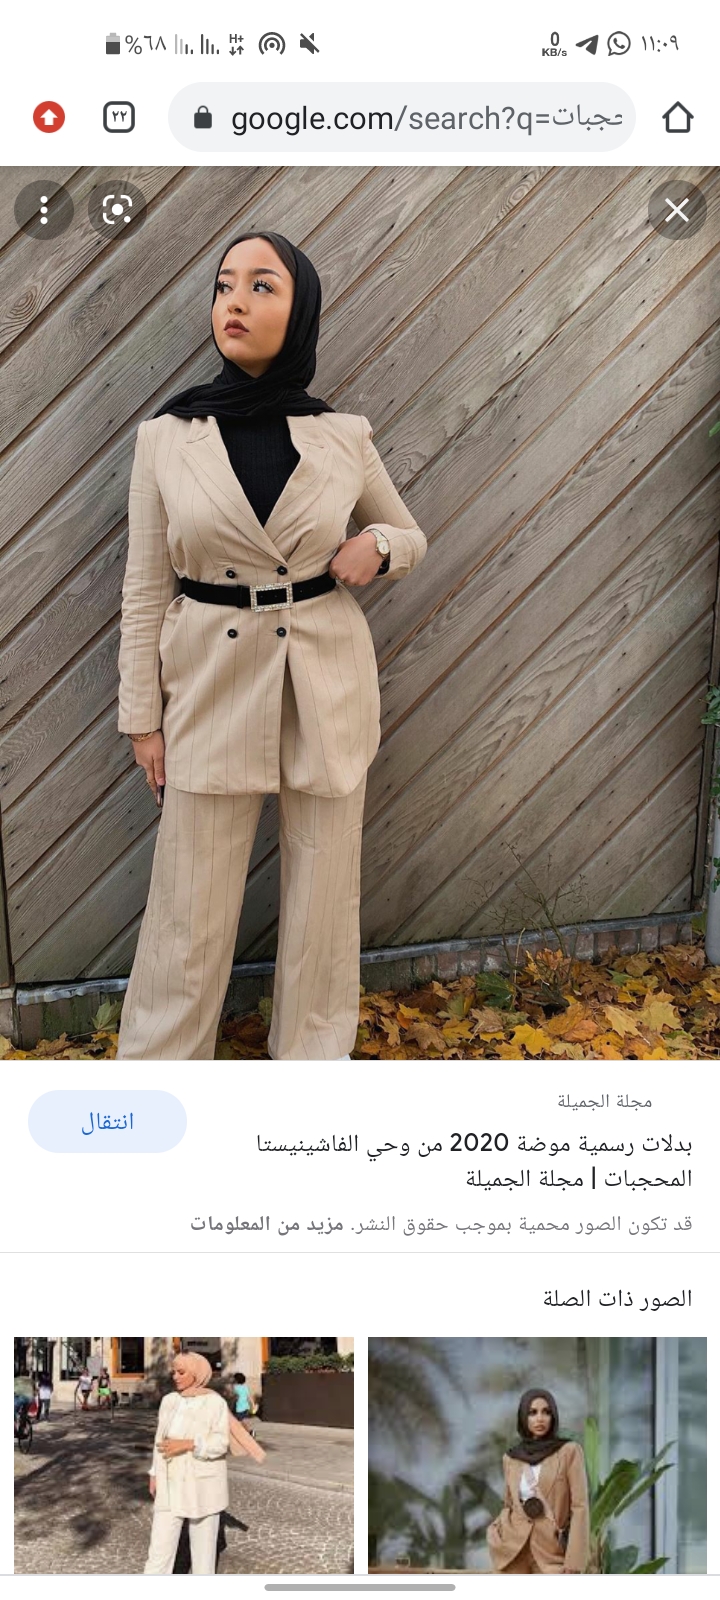 %٦٨ H+ 0 KB/s ١١:٠٩
٢٢ google.com/search?q=حجبات
مجلة الجميلة
انتقال
بدلات رسمية موضة 2020 من وحي الفاشينيستا
المحجبات | مجلة الجميلة
قد تكون الصور محمية بموجب حقوق النشر. مزيد من المعلومات
الصور ذات الصلة